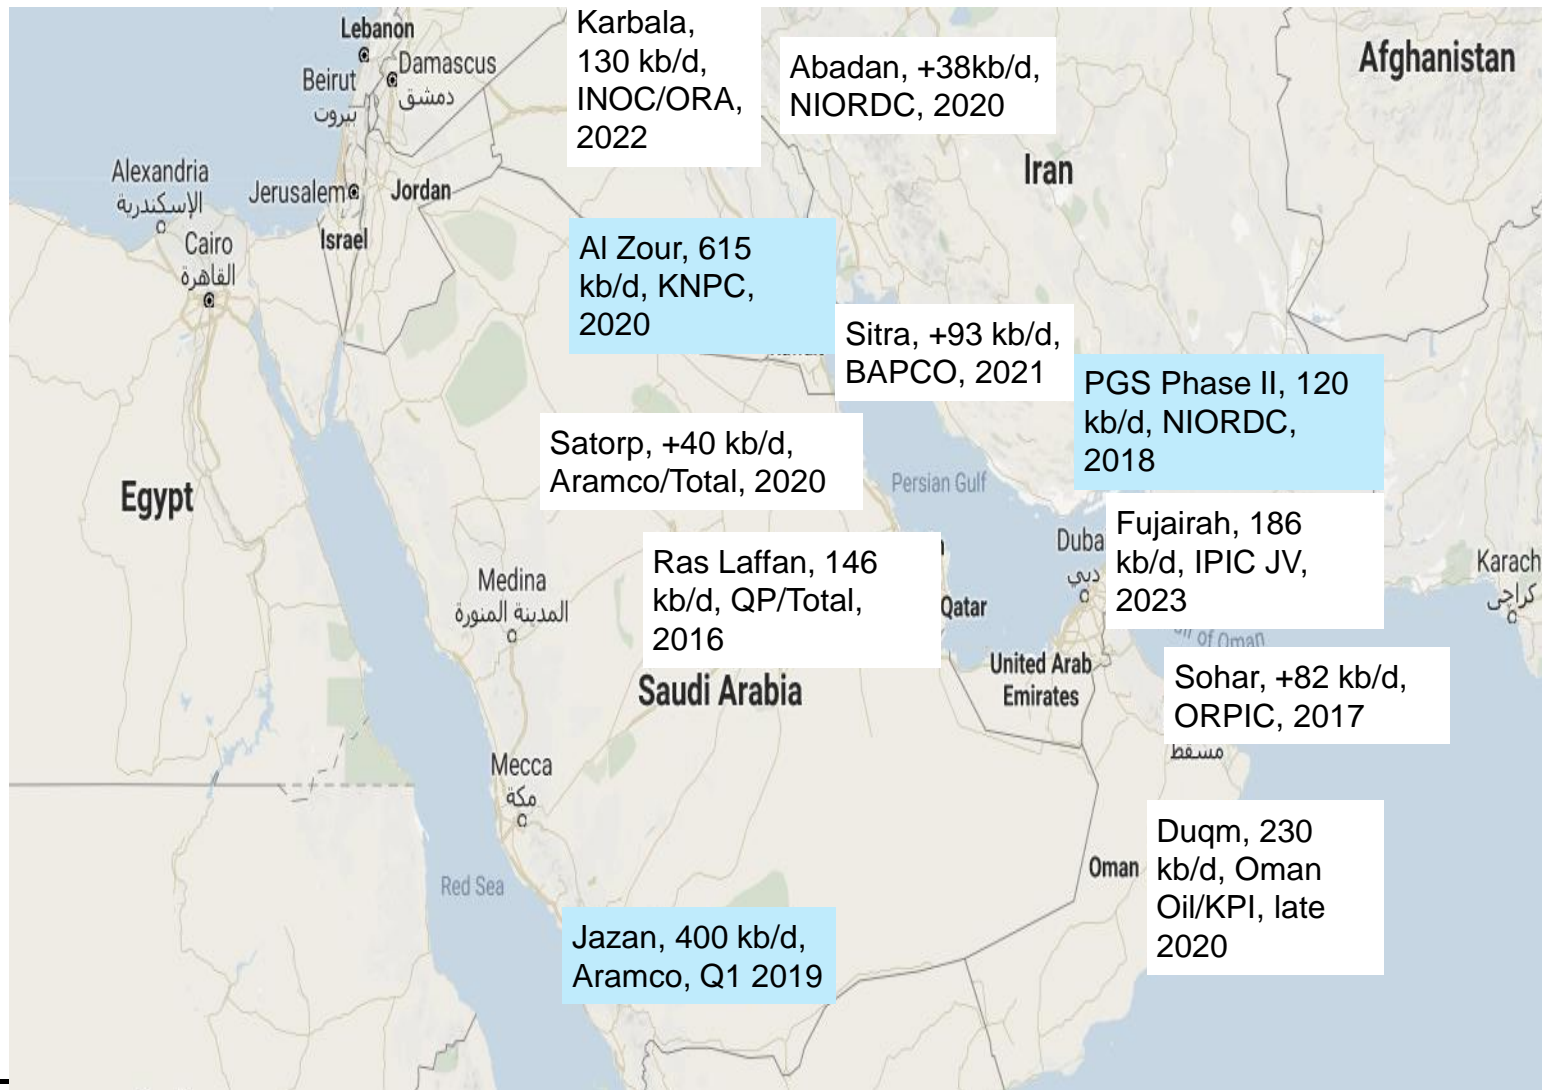 Lebanon
Beirut
بيروت
Damascus
دمشق
Karbala,
130 kb/d,
INOC/ORA,
2022
Abadan, +38kb/d,
NIORDC, 2020
Afghanistan
Iran
Alexandria
الإسكندرية
Jerusalem
Jordan
Israel
Cairo
القاهرة
Al Zour, 615
kb/d, KNPC,
2020
Sitra, +93 kb/d,
BAPCO, 2021
PGS Phase II, 120
kb/d, NIORDC,
2018
Satorp, +40 kb/d,
Aramco/Total, 2020
Persian Gulf
Egypt
Fujairah, 186
kb/d, IPIC JV,
2023
Duba
دبي
Karach
كراچى
Ras Laffan, 146
kb/d, QP/Total,
2016
Medina
المدينة المنورة
Qatar
of Oman
United Arab
Emirates
Saudi Arabia
Sohar, +82 kb/d,
ORPIC, 2017
مسقط
Mecca
مكة
Duqm, 230
kb/d, Oman
Oil/KPI, late
2020
Oman
Red Sea
Jazan, 400 kb/d,
Aramco, Q1 2019